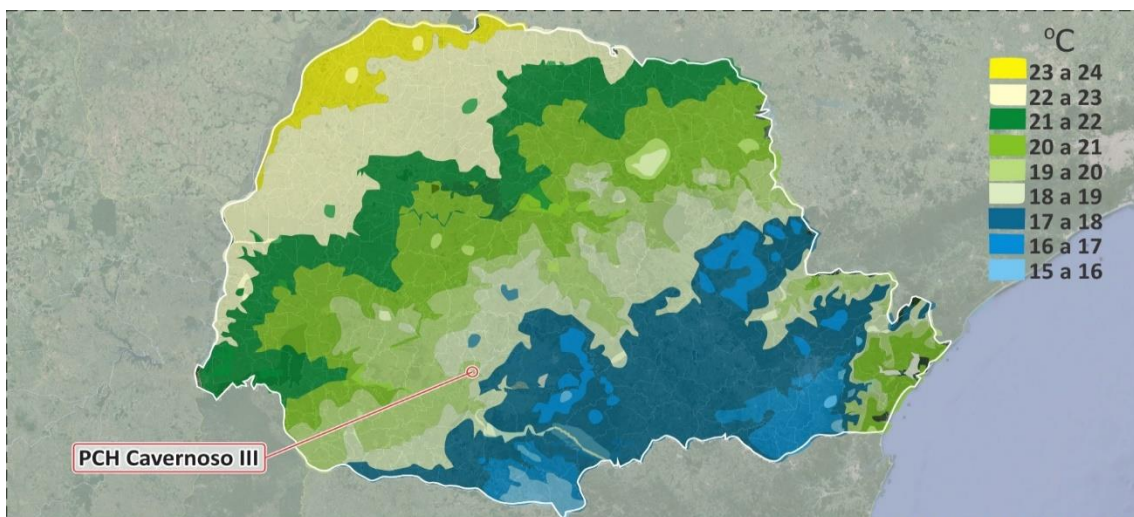 ºC
23 a 24
22 a 23
21 a 22
20 a 21
19 a 20
18 a 19
17 a 18
16 a 17
15 a 16
PCH Cavernoso III